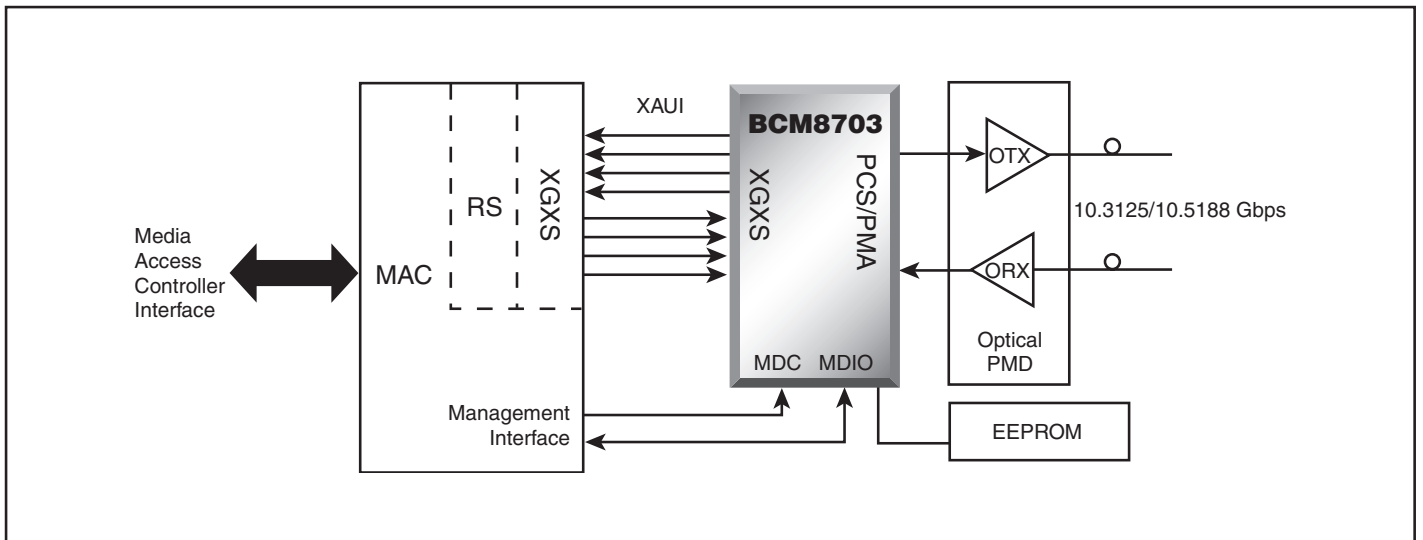 Media
Access
Controller
Interface
MAC
RS
XGXS
XAUI
BCM8703
XGXS
PCS/PMA
MDC MDIO
Management
Interface
OTX
ORX
Optical
PMD
10.3125/10.5188 Gbps
EEPROM